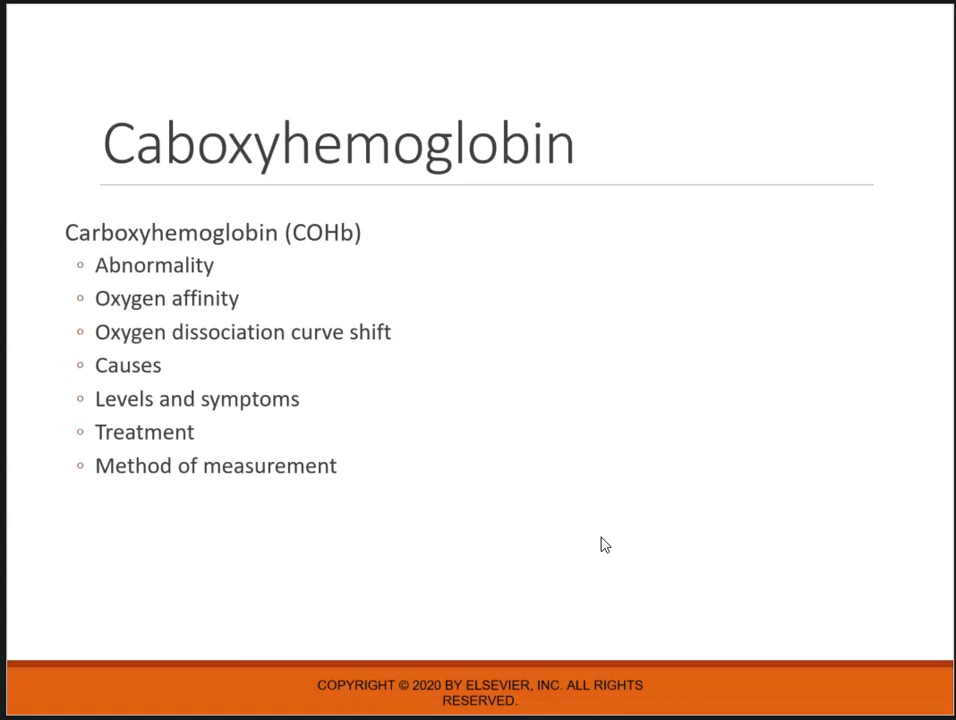 Caboxyhemoglobin
Carboxyhemoglobin (COHb)
◦ Abnormality
◦ Oxygen affinity
◦ Oxygen dissociation curve shift
◦ Causes
◦ Levels and symptoms
◦ Treatment
◦ Method of measurement
COPYRIGHT © 2020 BY ELSEVIER, INC. ALL RIGHTS
RESERVED.